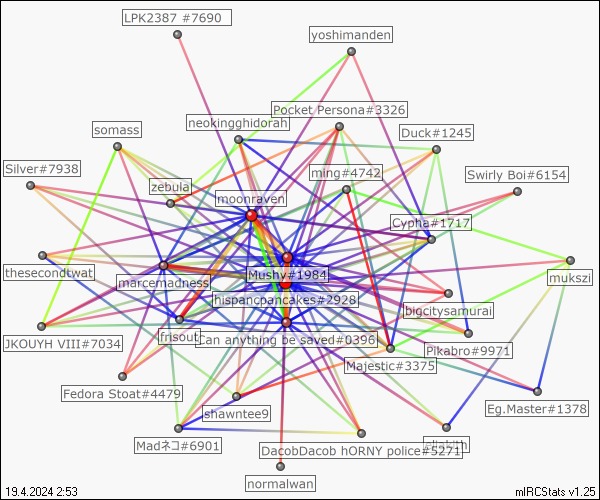 LPK2387 #7690
yoshimanden
Pocket Persona#3326
neokingghidorah
somass
Duck#1245
Silver#7938
ming#4742
Swirly Boi#6154
zebula
moonraven
Cypha#1717
thesecondtwat
Mushy#1984
marcemadness
mukszi
hispancpancakes#2928
bigcitysamurai
JKOUYH VIII#7034
frisout
Can anything be saved#0396
Pikabro#9971
Majestic#3375
Fedora Stoat#4479
shawntee9
Eg.Master#1378
Madネコ#6901
DacobDacob hORNY police#5271
normalwan
19.4.2024 2:53
mIRCStats v1.25